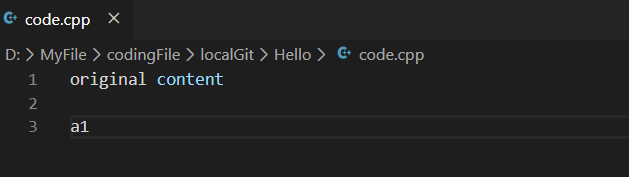 code.cpp
D: > MyFile > codingFile > localGit > Hello > code.cpp
1 original content
2
3 a1